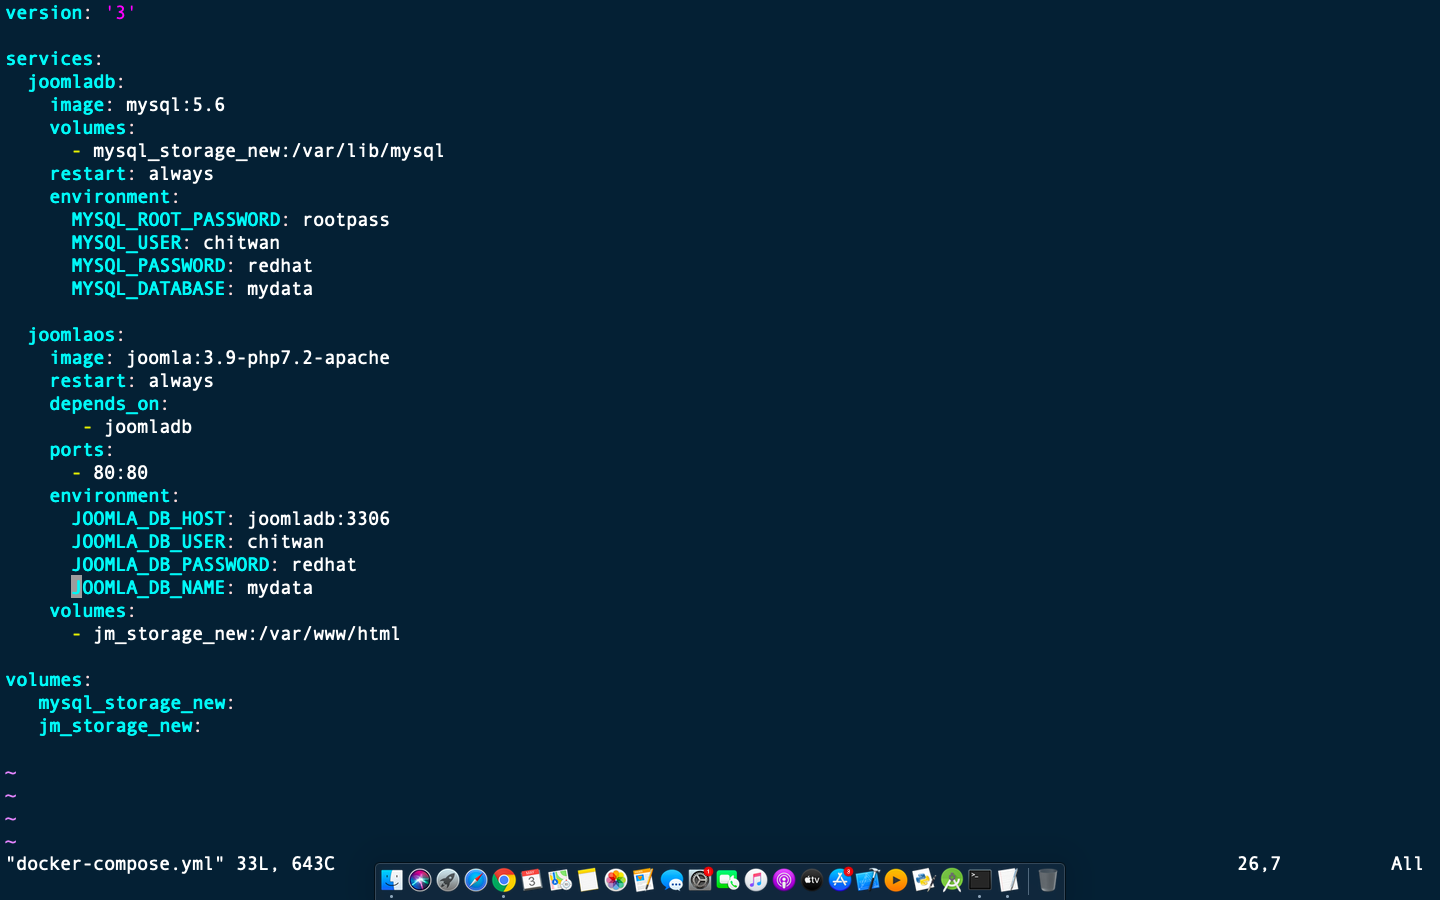 version: '3'

services:
  joomladb:
    image: mysql:5.6
    volumes:
      - mysql_storage_new:/var/lib/mysql
    restart: always
    environment:
      MYSQL_ROOT_PASSWORD: rootpass
      MYSQL_USER: chitwan
      MYSQL_PASSWORD: redhat
      MYSQL_DATABASE: mydata

  joomlaos:
    image: joomla:3.9-php7.2-apache
    restart: always
    depends_on:
       - joomladb
    ports:
      - 80:80
    environment:
      JOOMLA_DB_HOST: joomladb:3306
      JOOMLA_DB_USER: chitwan
      JOOMLA_DB_PASSWORD: redhat
      JOOMLA_DB_NAME: mydata
    volumes:
      - jm_storage_new:/var/www/html

volumes:
   mysql_storage_new:
   jm_storage_new:

~
~
~
~
"docker-compose.yml" 33L, 643C 26,7 All
3
tv